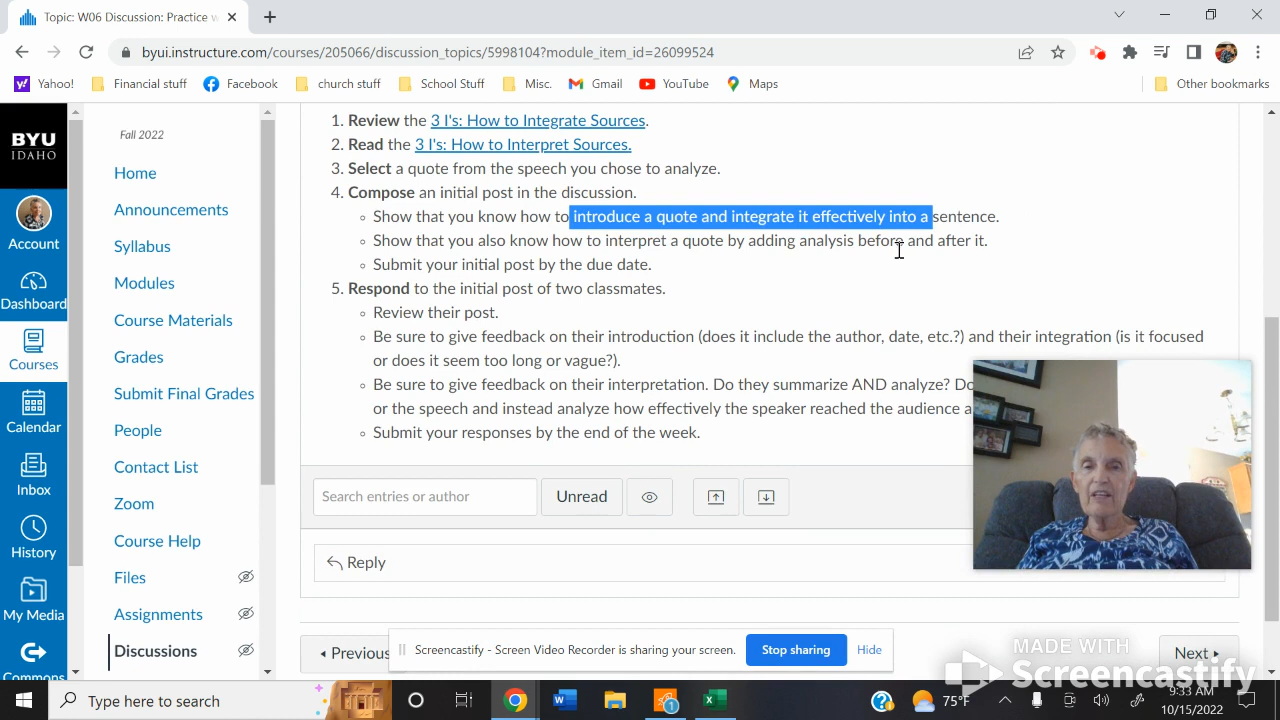 Topic: W06 Discussion: Practice w
byui.instructure.com/courses/205066/discussion_topics/5998104?module_item_id=26099524
Yahoo!
Financial stuff
Facebook
church stuff
School Stuff
Misc.
Gmail
YouTube
Maps
Other bookmarks
BYU
IDAHO
Account
Dashboard
Courses
Calendar
Inbox
History
My Media
Commons
Fall 2022
Home
Announcements
Syllabus
Modules
Course Materials
Grades
Submit Final Grades
People
Contact List
Zoom
Course Help
Files
Assignments
Discussions
1. Review the 3 I's: How to Integrate Sources.
2. Read the 3 I's: How to Interpret Sources.
3. Select a quote from the speech you chose to analyze.
4. Compose an initial post in the discussion.
Show that you know how to introduce a quote and integrate it effectively into a sentence.
Show that you also know how to interpret a quote by adding analysis before and after it.
Submit your initial post by the due date.
5. Respond to the initial post of two classmates.
Review their post.
Be sure to give feedback on their introduction (does it include the author, date, etc.?) and their integration (is it focused
or does it seem too long or vague?).
Be sure to give feedback on their interpretation. Do they summarize AND analyze? Do
or the speech and instead analyze how effectively the speaker reached the audience a
Submit your responses by the end of the week.
Search entries or author
Unread
Reply
Previous
Screencastify - Screen Video Recorder is sharing your screen.
Stop sharing
Hide
Next
MADE WITH
Screencastify
Type here to search
1
75°F
9:33 AM
10/15/2022